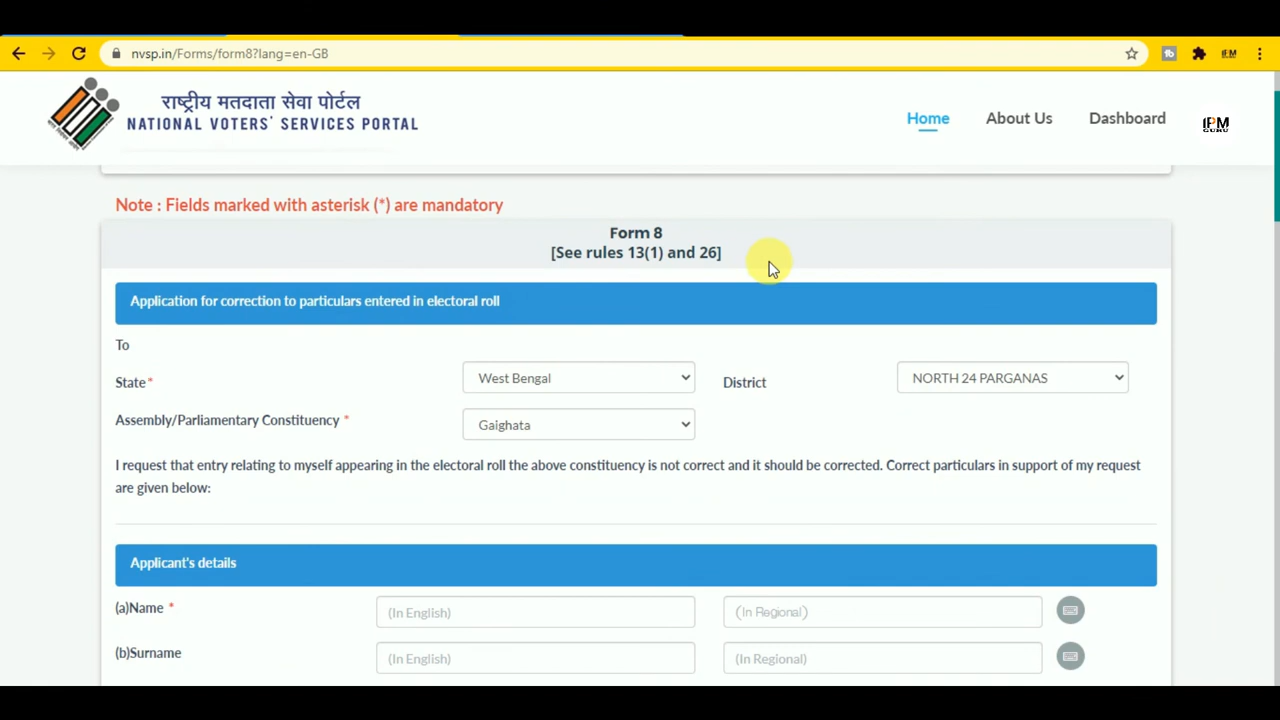 nvsp.in/Forms/form8?lang=en-GB
राष्ट्रीय मतदाता सेवा पोर्टल
NATIONAL VOTERS' SERVICES PORTAL
Home About Us Dashboard
IPM GURU
Note : Fields marked with asterisk (*) are mandatory
Form 8
[See rules 13(1) and 26]
Application for correction to particulars entered in electoral roll
To
State* West Bengal District NORTH 24 PARGANAS
Assembly/Parliamentary Constituency * Gaighata
I request that entry relating to myself appearing in the electoral roll the above constituency is not correct and it should be corrected. Correct particulars in support of my request
are given below:
Applicant's details
(a)Name * (In English) (In Regional)
(b)Surname (In English) (In Regional)